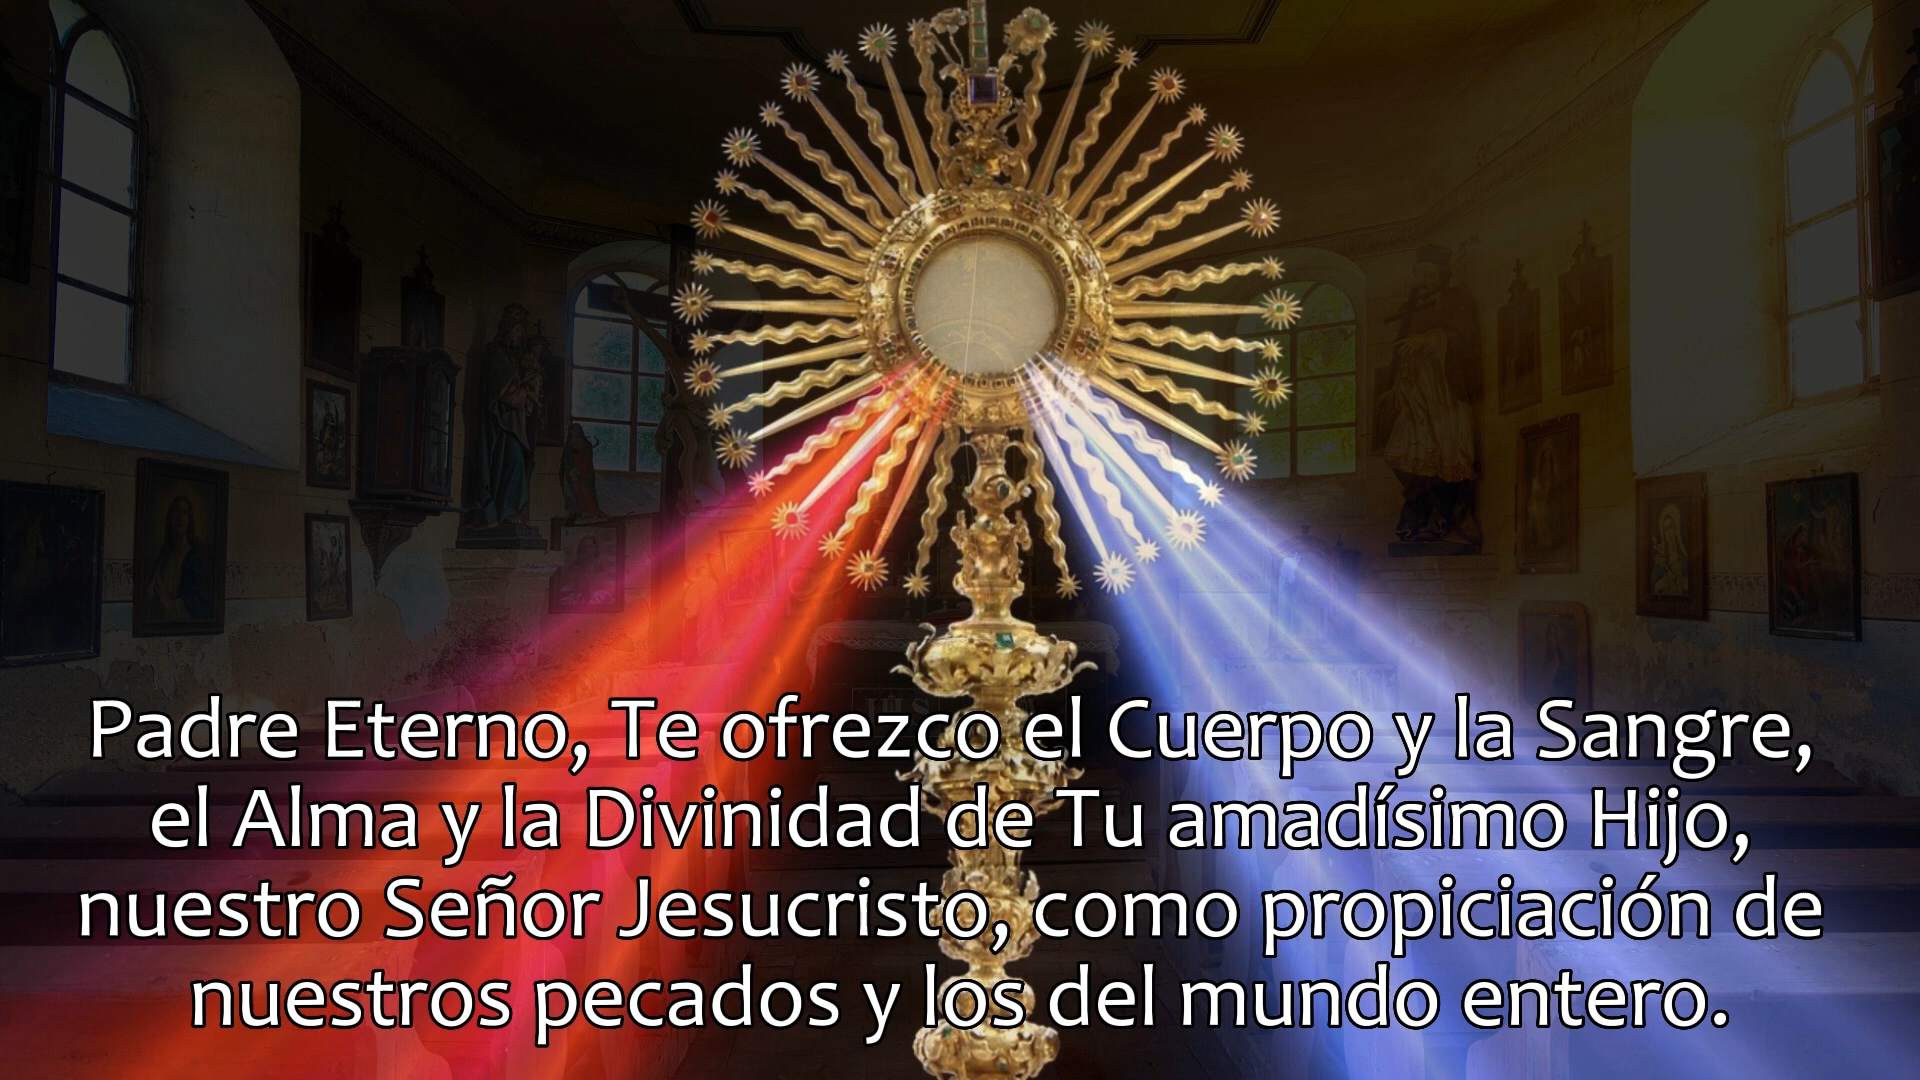 Padre Eterno, Te ofrezco el Cuerpo y la Sangre,
el Alma y la Divinidad de Tu amadísimo Hijo,
nuestro Señor Jesucristo, como propiciación de
nuestros pecados y los del mundo entero.